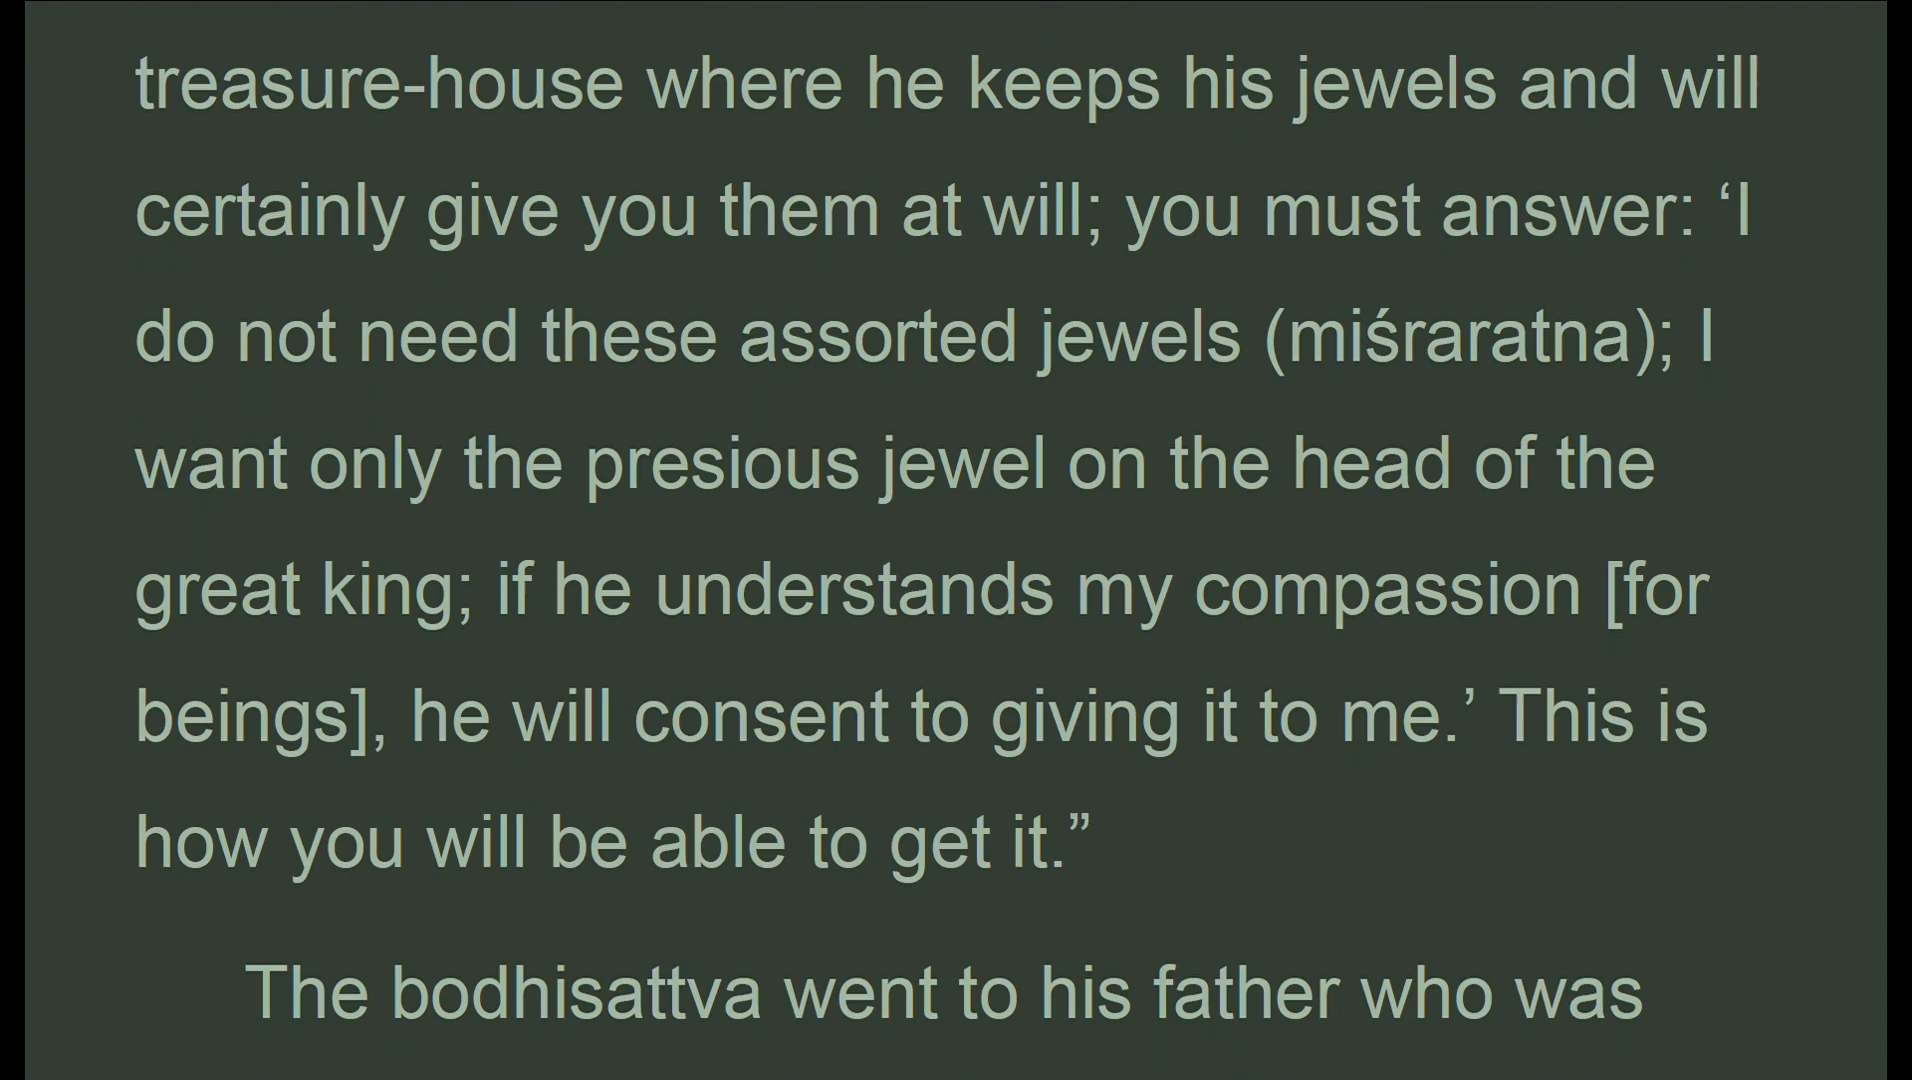 treasure-house where he keeps his jewels and will
certainly give you them at will; you must answer: ‘I
do not need these assorted jewels (miśraratna); I
want only the presious jewel on the head of the
great king; if he understands my compassion [for
beings], he will consent to giving it to me.’ This is
how you will be able to get it.”
The bodhisattva went to his father who was